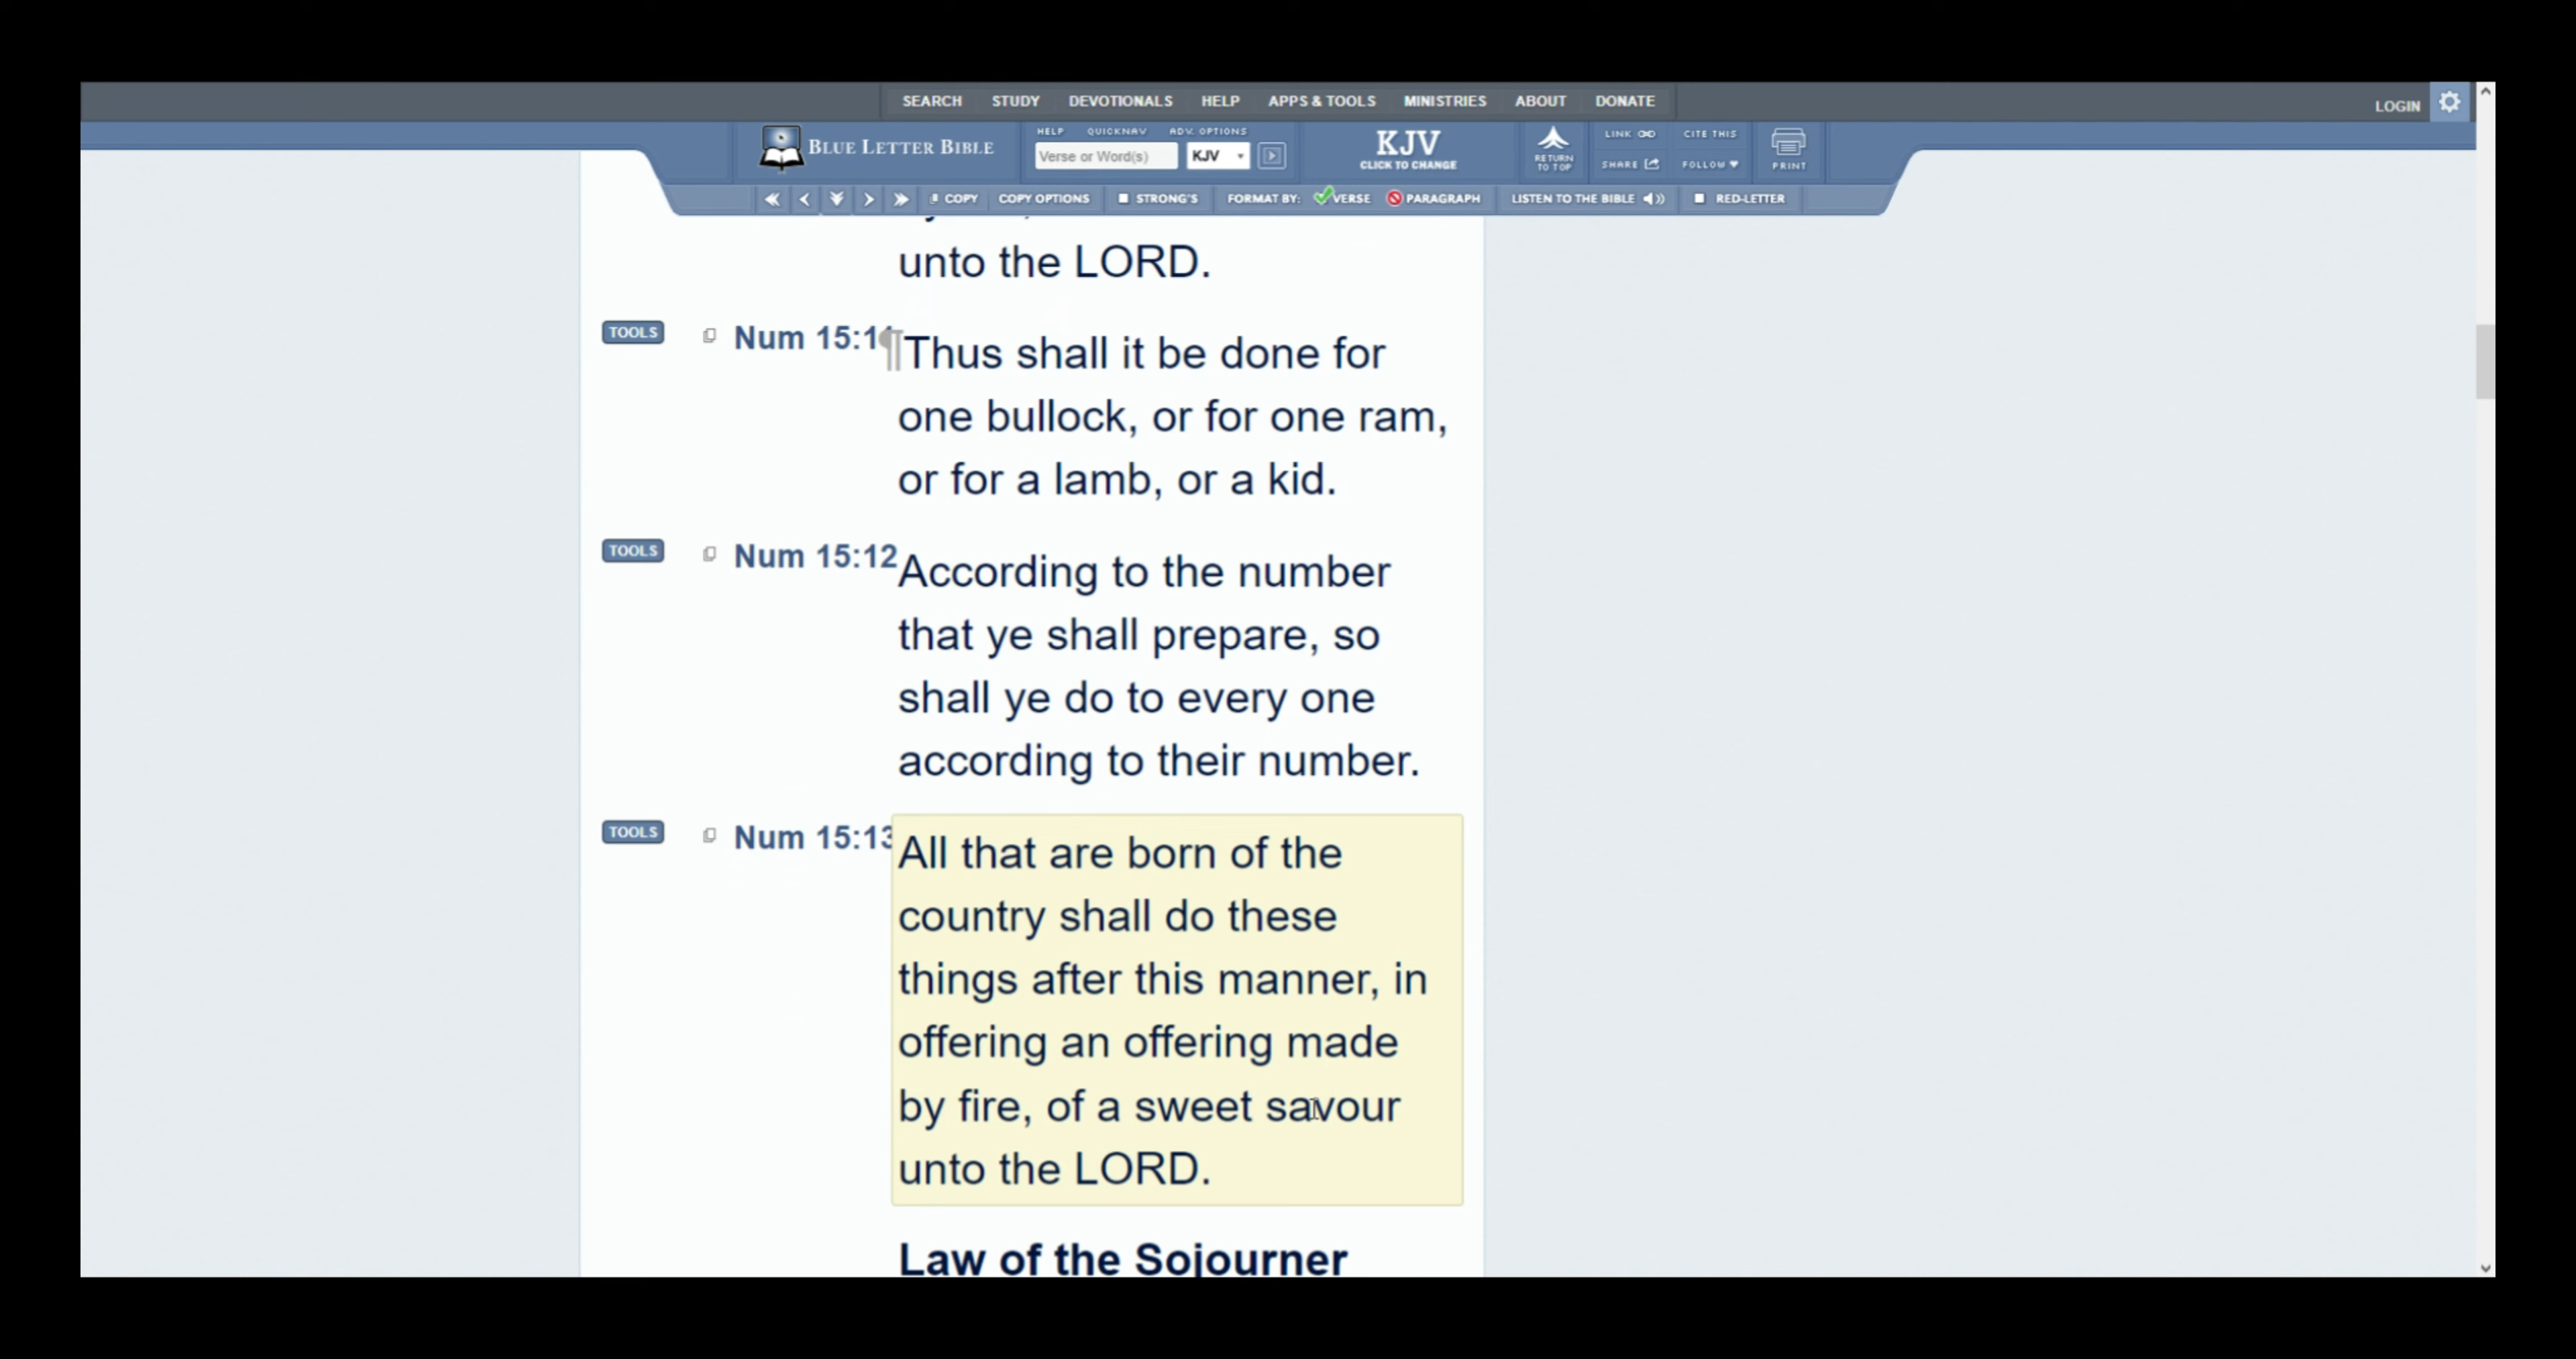 SEARCH STUDY DEVOTIONALS HELP APPS & TOOLS MINISTRIES ABOUT DONATE
LOGIN
BLUE LETTER BIBLE
HELP QUICKNAV ADV. OPTIONS
Verse or Word(s) KJV
KJV
CLICK TO CHANGE
RETURN
TO TOP
LINK CITE THIS
SHARE FOLLOW
PRINT
COPY COPY OPTIONS STRONG'S FORMAT BY: VERSE PARAGRAPH LISTEN TO THE BIBLE RED-LETTER
unto the LORD.
TOOLS Num 15:11 ¶Thus shall it be done for
one bullock, or for one ram,
or for a lamb, or a kid.
TOOLS Num 15:12 According to the number
that ye shall prepare, so
shall ye do to every one
according to their number.
TOOLS Num 15:13 All that are born of the
country shall do these
things after this manner, in
offering an offering made
by fire, of a sweet savour
unto the LORD.
Law of the Sojourner